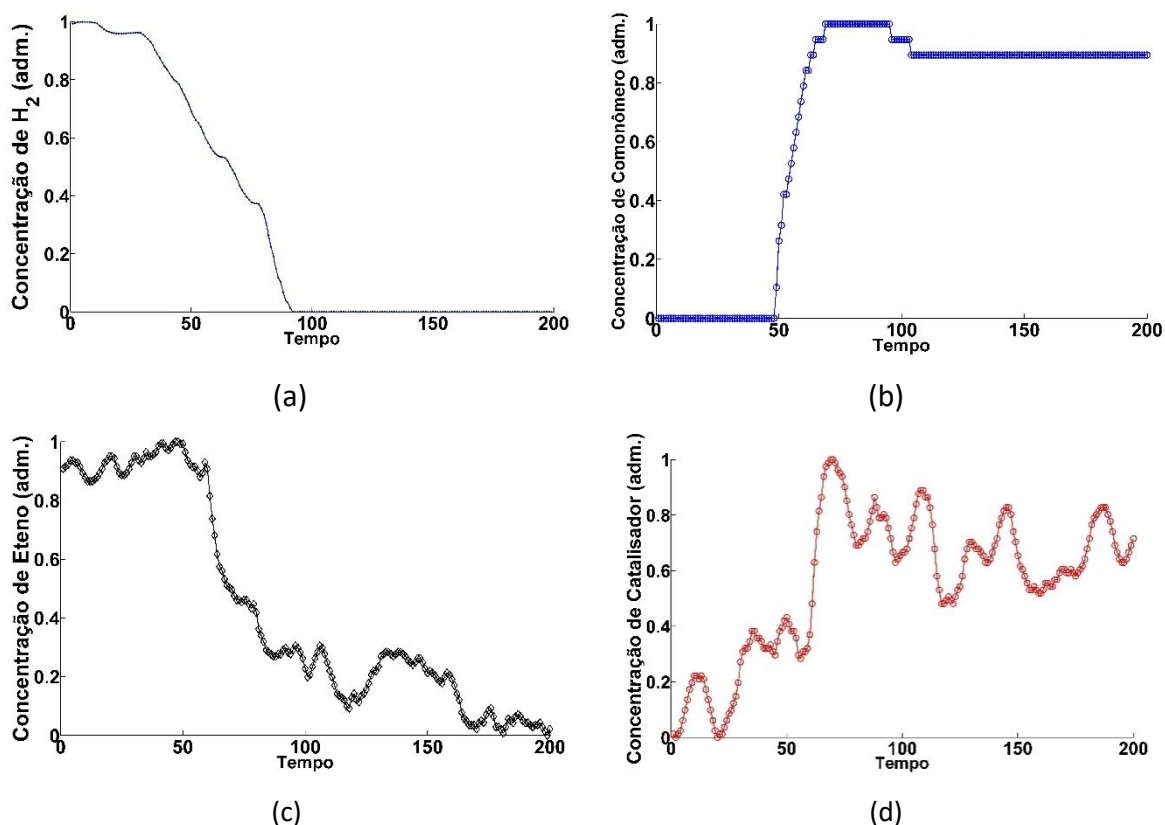 Concentração de H2 (adm.)
1
0.8
0.6
0.4
0.2
0
0 50 100 150 200
Tempo
(a)
Concentração de Comonômero (adm.)
1
0.8
0.6
0.4
0.2
0
0 50 100 150 200
Tempo
(b)
Concentração de Eteno (adm.)
1
0.8
0.6
0.4
0.2
0
0 50 100 150 200
Tempo
(c)
Concentração de Catalisador (adm.)
1
0.8
0.6
0.4
0.2
0
0 50 100 150 200
Tempo
(d)